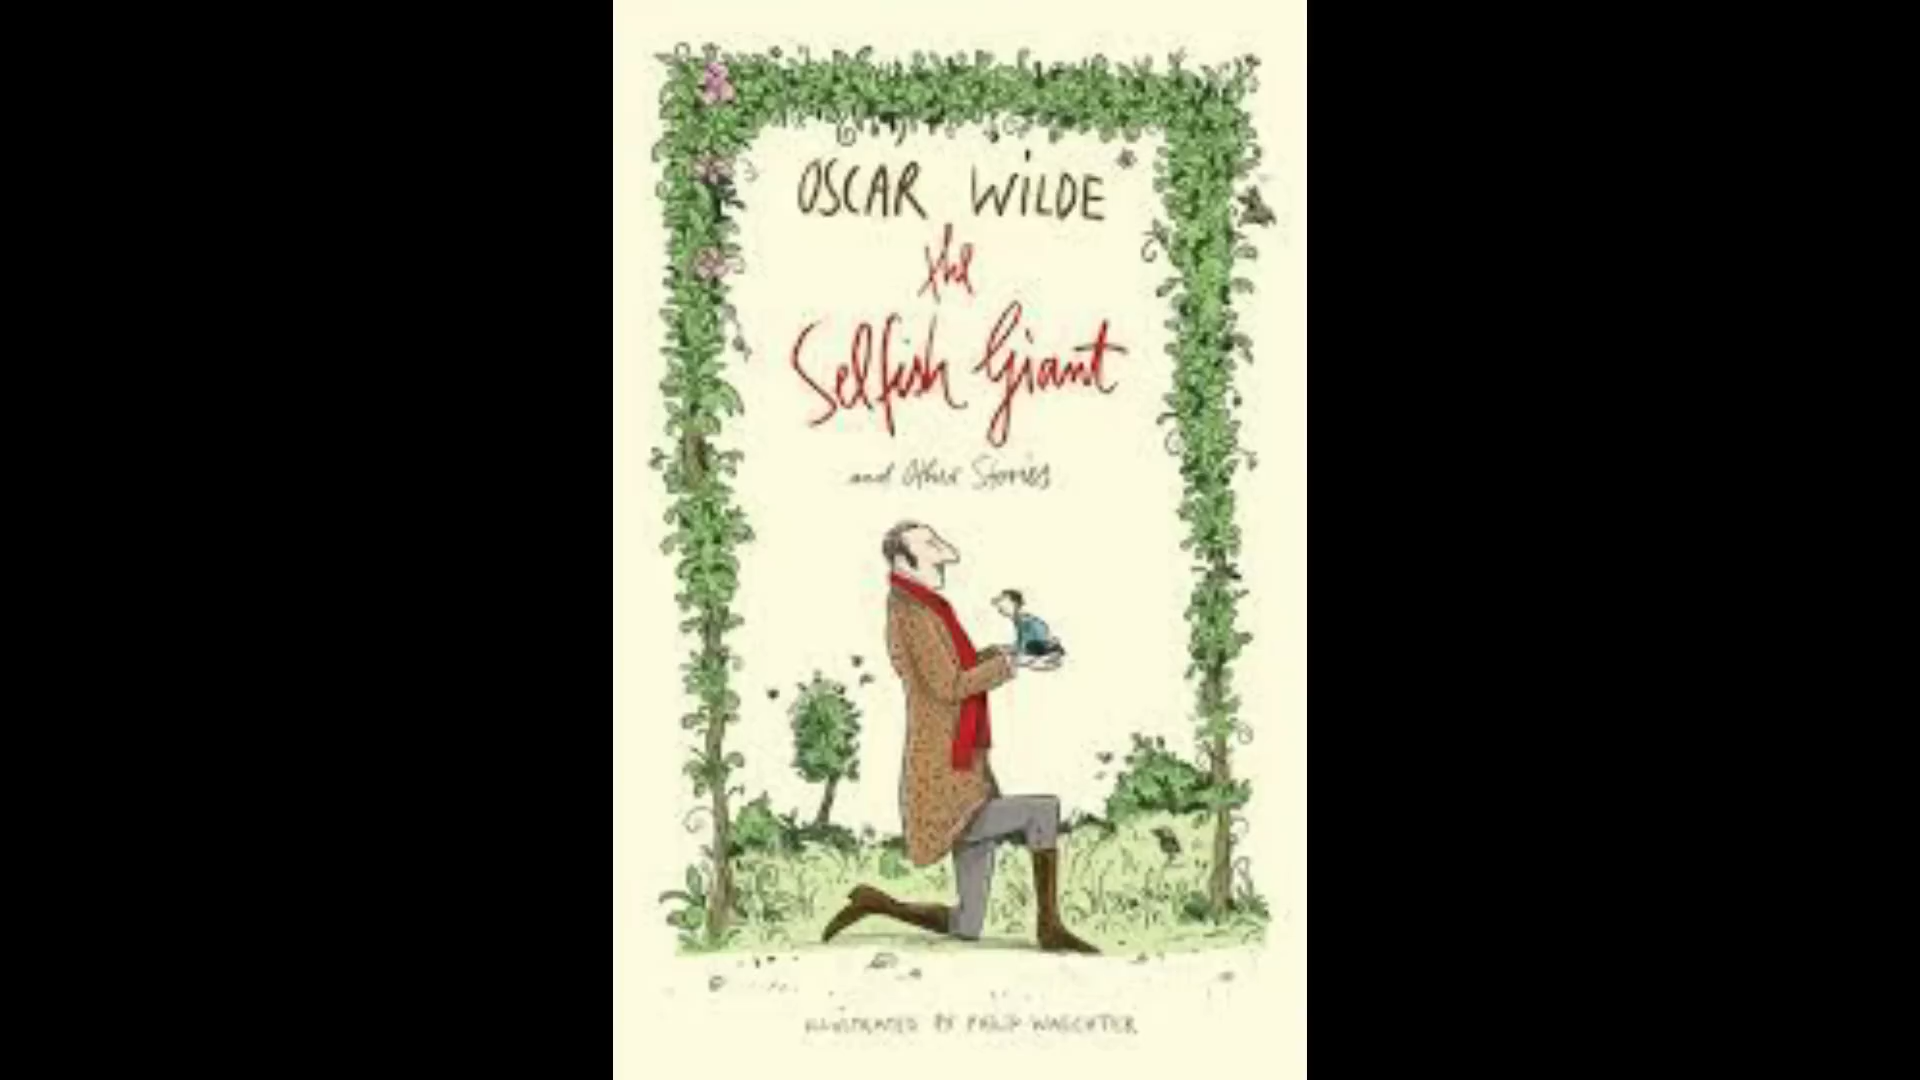 OSCAR WILDE
the
Selfish Giant
and Other Stories
ILLUSTRATED BY PHILIP WAECHTER